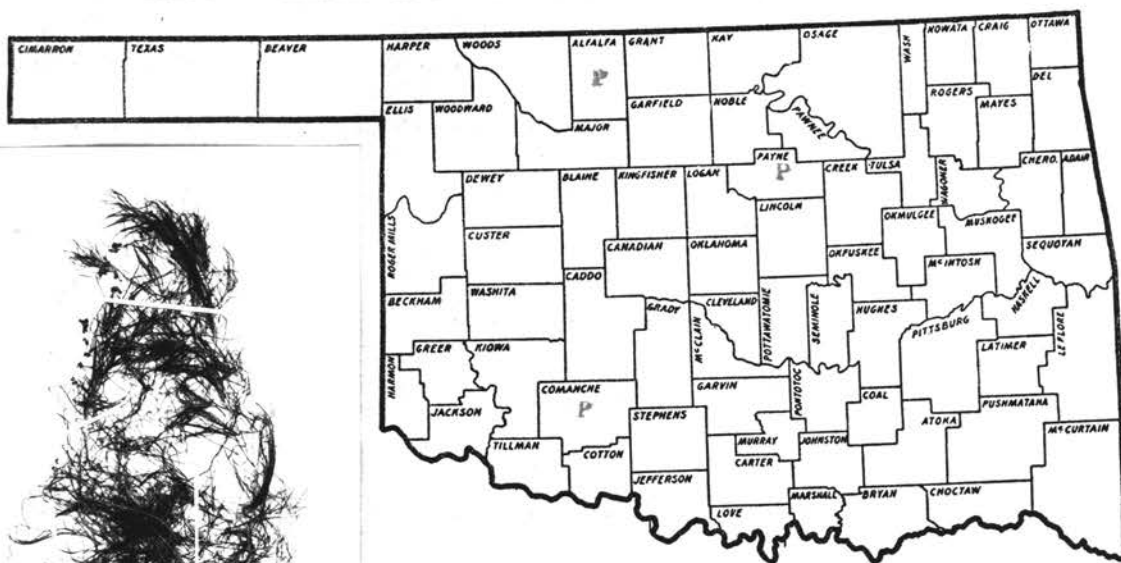 CIMARRON TEXAS BEAVER HARPER WOODS ALFALFA GRANT KAY OSAGE WASH NOWATA CRAIG OTTAWA
P
DEL
ELLIS WOODWARD MAJOR GARFIELD NOBLE PAWNEE ROGERS MAYES
DEWEY BLAINE KINGFISHER LOGAN PAYNE CREEK TULSA WAGONER CHERO. ADAIR
P
LINCOLN
ROGER MILLS CUSTER CANADIAN OKLAHOMA OKFUSKEE OKMULGEE MUSKOGEE SEQUOYAH
BECKHAM WASHITA CADDO GRADY CLEVELAND POTTAWATOMIE SEMINOLE HUGHES McINTOSH HASKELL
GREER KIOWA McCLAIN PITTSBURG LATIMER LE FLORE
HARMON JACKSON COMANCHE STEPHENS GARVIN PONTOTOC COAL ATOKA PUSHMATAHA McCURTAIN
P
TILLMAN COTTON JEFFERSON MURRAY CARTER JOHNSTON
LOVE MARSHALL BRYAN CHOCTAW